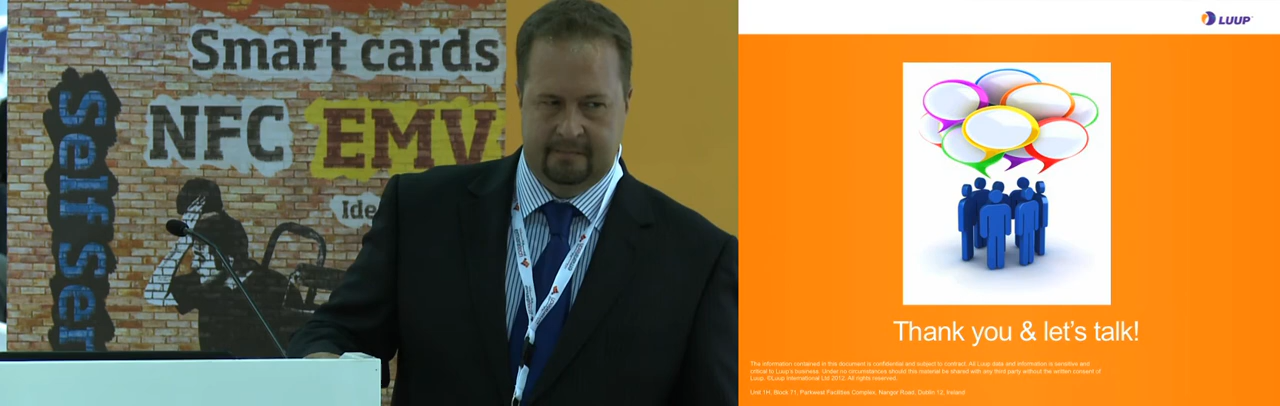 Smart cards
NFC EMV
Self Ser
Ide
LUUP
Thank you & let's talk!
The information contained in this document is confidential and subject to contract. All Luup data and information is sensitive and
critical to Luup's business. Under no circumstances should this material be shared with any third party without the written consent of
Luup. ©Luup International Ltd 2012. All rights reserved.
Unit 1H, Block 71, Parkwest Facilities Complex, Nangor Road, Dublin 12, Ireland